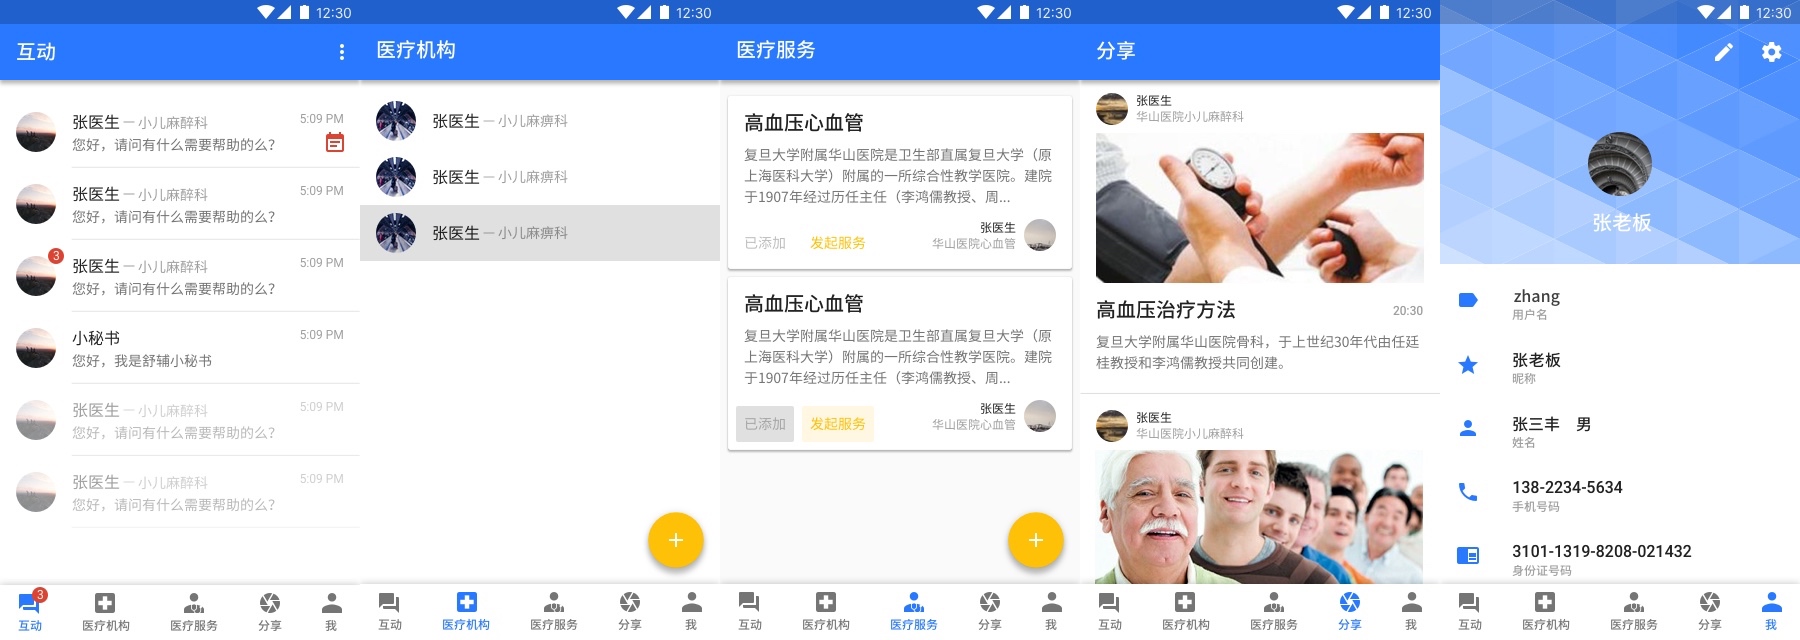 12:30
互动
张医生 — 小儿麻醉科
5:09 PM
您好，请问有什么需要帮助的么？
张医生 — 小儿麻醉科
5:09 PM
您好，请问有什么需要帮助的么？
3
张医生 — 小儿麻醉科
5:09 PM
您好，请问有什么需要帮助的么？
小秘书
5:09 PM
您好，我是舒辅小秘书
张医生 — 小儿麻醉科
5:09 PM
您好，请问有什么需要帮助的么？
张医生 — 小儿麻醉科
5:09 PM
您好，请问有什么需要帮助的么？
3
互动 医疗机构 医疗服务 分享 我
12:30
医疗机构
张医生 — 小儿麻痹科
张医生 — 小儿麻痹科
张医生 — 小儿麻痹科
互动 医疗机构 医疗服务 分享 我
12:30
医疗服务
高血压心血管
复旦大学附属华山医院是卫生部直属复旦大学（原
上海医科大学）附属的一所综合性教学医院。建院
于1907年经过历任主任（李鸿儒教授、周...
张医生
已添加 发起服务 华山医院心血管
高血压心血管
复旦大学附属华山医院是卫生部直属复旦大学（原
上海医科大学）附属的一所综合性教学医院。建院
于1907年经过历任主任（李鸿儒教授、周...
张医生
已添加 发起服务 华山医院心血管
互动 医疗机构 医疗服务 分享 我
12:30
分享
张医生
华山医院小儿麻醉科
高血压治疗方法
20:30
复旦大学附属华山医院骨科，于上世纪30年代由任廷
桂教授和李鸿儒教授共同创建。
张医生
华山医院小儿麻醉科
互动 医疗机构 医疗服务 分享 我
12:30
张老板
zhang
用户名
张老板
昵称
张三丰 男
姓名
138-2234-5634
手机号码
3101-1319-8208-021432
身份证号码
互动 医疗机构 医疗服务 分享 我